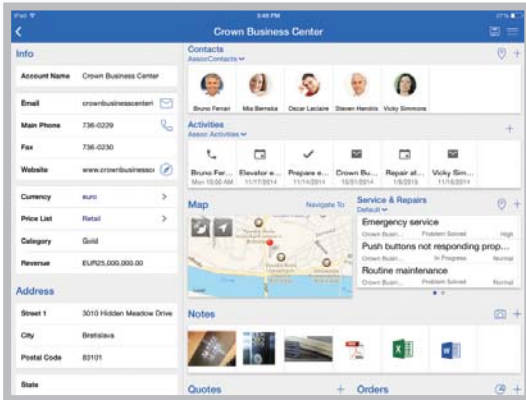 iPad
3:48 PM
77%
Crown Business Center
Info
Account Name Crown Business Center
Email crownbusinesscenter
Main Phone 736-0229
Fax 736-0230
Website www.crownbusinessce
Currency euro
Price List Retail
Category Gold
Revenue EUR25,000,000.00
Address
Street 1 3010 Hidden Meadow Drive
City Bratislava
Postal Code 83101
State
Contacts
AssocContacts
Bruno Ferrari Mia Bernska Oscar Leclaire Steven Hendrix Vicky Simmons
Activities
Assoc Activities
Bruno Fer... Elevator e... Prepare e... Crown Bu... Repair at... Vicky Sim...
Mon 10:00 AM 11/17/2014 11/14/2014 10/31/2014 1/6/2015 11/16/2014
Map Navigate To
Legal
Service & Repairs
Default
Emergency service
Crown Busin... Problem Solved High
Push buttons not responding prop...
Crown Busin... In Progress Normal
Routine maintenance
Crown Busin... Problem Solved Normal
Notes
Quotes
Orders